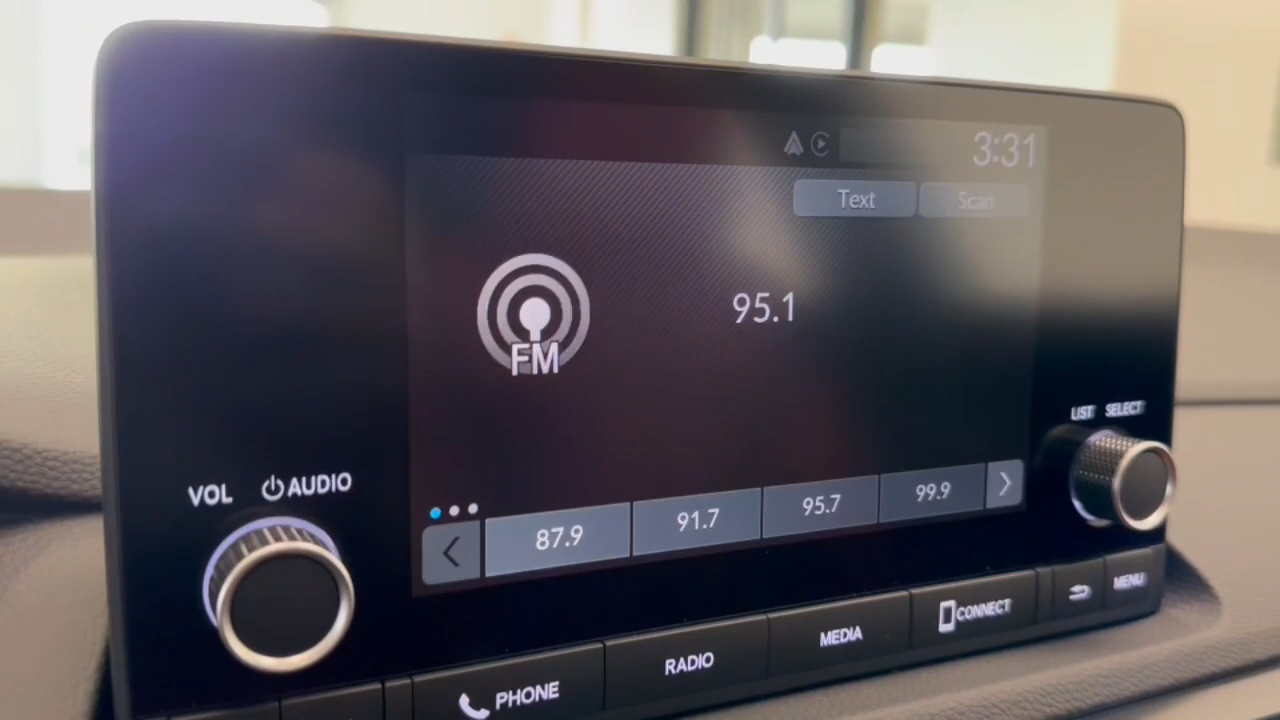 3:31
Text Scan
95.1
FM
LIST SELECT
VOL AUDIO
87.9 91.7 95.7 99.9
PHONE RADIO MEDIA CONNECT MENU